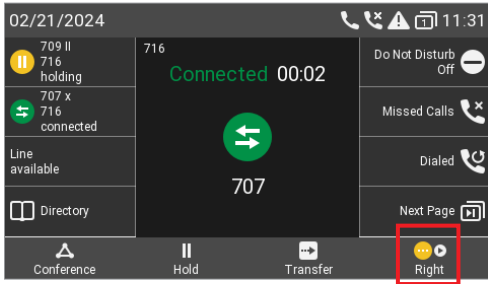 02/21/2024
1
11:31
709 II
716
holding
707 x
716
connected
Line
available
Directory
716
Connected 00:02
707
Do Not Disturb
Off
Missed Calls
Dialed
Next Page
Conference
Hold
Transfer
Right